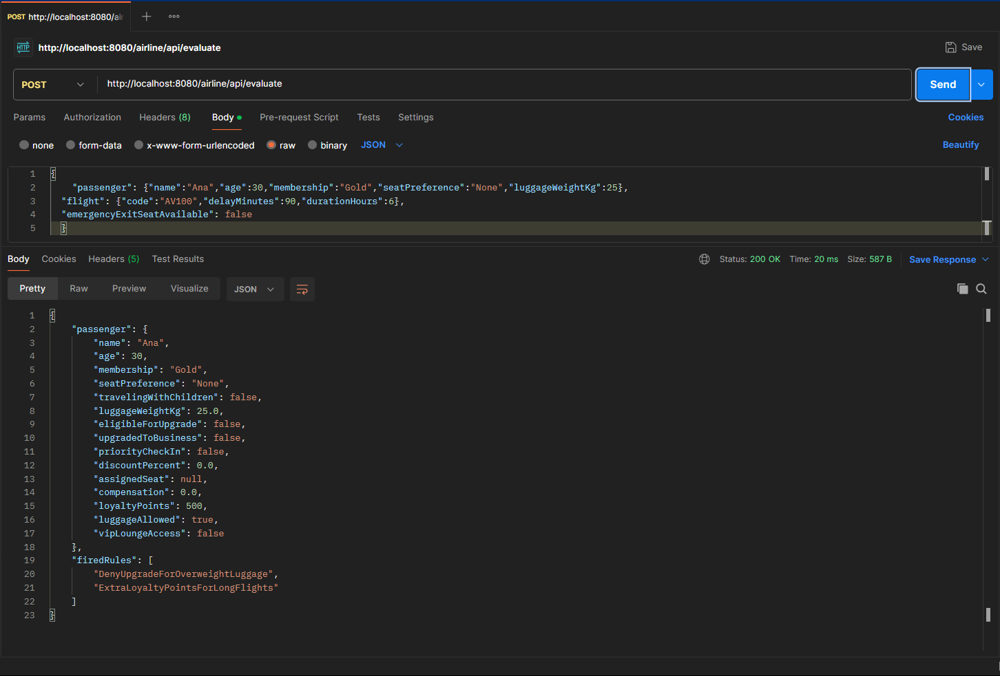 POST http://localhost:8080/air
HTTP http://localhost:8080/airline/api/evaluate
Save
POST http://localhost:8080/airline/api/evaluate
Send
Params Authorization Headers (8) Body Pre-request Script Tests Settings
Cookies
none form-data x-www-form-urlencoded raw binary JSON
Beautify
1 {
2 "passenger": {"name":"Ana","age":30,"membership":"Gold","seatPreference":"None","luggageWeightKg":25},
3 "flight": {"code":"AV100","delayMinutes":90,"durationHours":6},
4 "emergencyExitSeatAvailable": false
5 }
Body Cookies Headers (5) Test Results
Status: 200 OK Time: 20 ms Size: 587 B Save Response
Pretty Raw Preview Visualize JSON
1 {
2 "passenger": {
3 "name": "Ana",
4 "age": 30,
5 "membership": "Gold",
6 "seatPreference": "None",
7 "travelingWithChildren": false,
8 "luggageWeightKg": 25.0,
9 "eligibleForUpgrade": false,
10 "upgradedToBusiness": false,
11 "priorityCheckIn": false,
12 "discountPercent": 0.0,
13 "assignedSeat": null,
14 "compensation": 0.0,
15 "loyaltyPoints": 500,
16 "luggageAllowed": true,
17 "vipLoungeAccess": false
18 },
19 "firedRules": [
20 "DenyUpgradeForOverweightLuggage",
21 "ExtraLoyaltyPointsForLongFlights"
22 ]
23 }